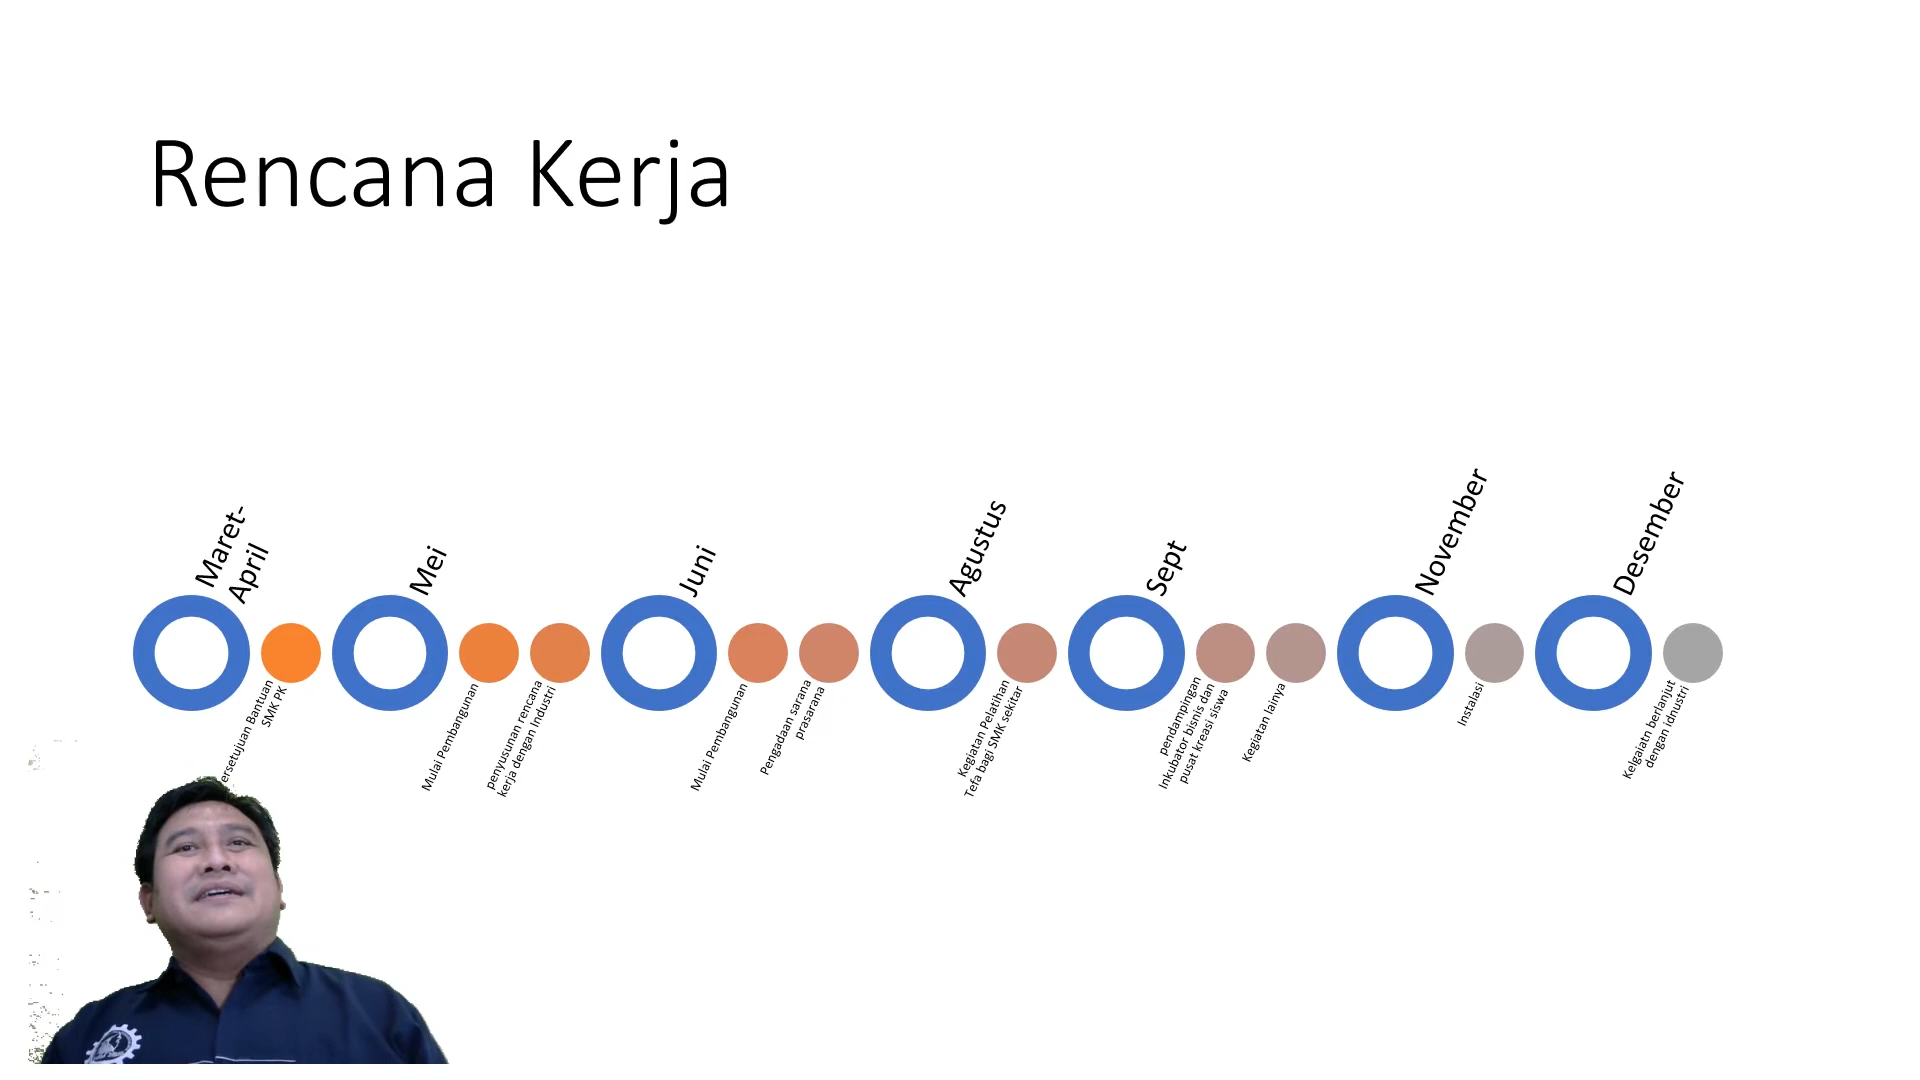 Rencana Kerja
Maret-
April
Persetujuan Bantuan
SMK PK
Mei
Mulai Pembangunan
penyusunan rencana
kerja dengan Industri
Juni
Mulai Pembangunan
Pengadaan sarana
prasarana
Agustus
Kegiatan Pelatihan
Tefa bagi SMK sekitar
Sept
pendampingan
Inkubator bisnis dan
pusat kreasi siswa
Kegiatan lainya
November
Instalasi
Desember
Kelgaiatn berlanjut
dengan idnustri